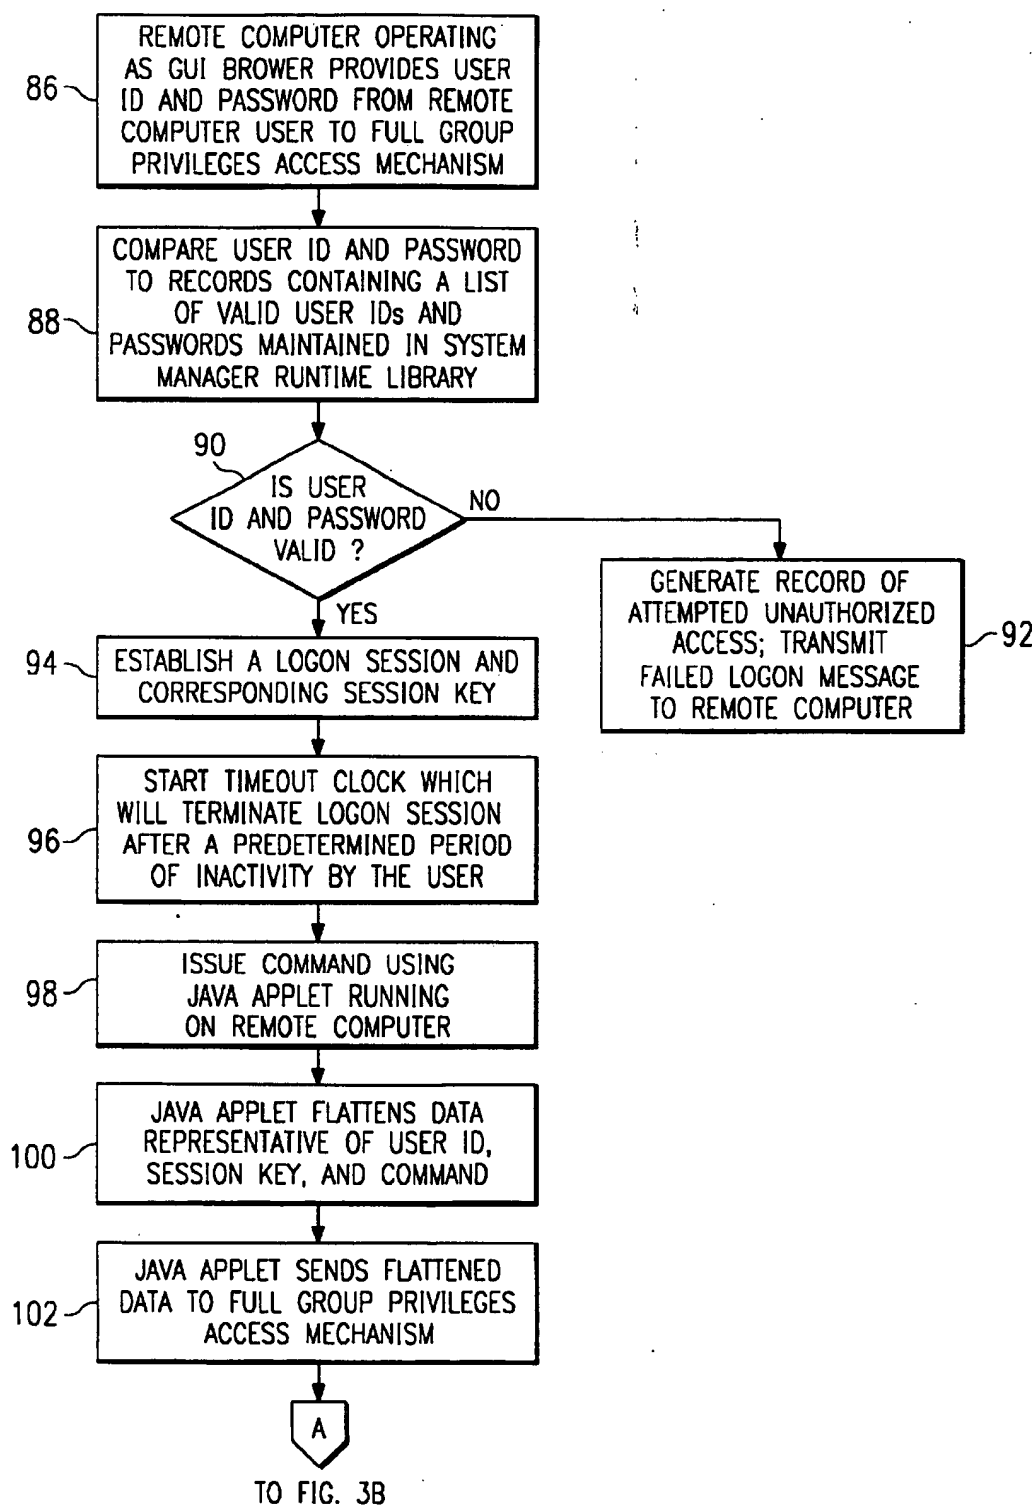 REMOTE COMPUTER OPERATING
AS GUI BROWER PROVIDES USER
ID AND PASSWORD FROM REMOTE
COMPUTER USER TO FULL GROUP
PRIVILEGES ACCESS MECHANISM
86
COMPARE USER ID AND PASSWORD
TO RECORDS CONTAINING A LIST
OF VALID USER IDs AND
PASSWORDS MAINTAINED IN SYSTEM
MANAGER RUNTIME LIBRARY
88
90
IS USER
ID AND PASSWORD
VALID ?
NO
YES
GENERATE RECORD OF
ATTEMPTED UNAUTHORIZED
ACCESS; TRANSMIT
FAILED LOGON MESSAGE
TO REMOTE COMPUTER
92
94
ESTABLISH A LOGON SESSION AND
CORRESPONDING SESSION KEY
START TIMEOUT CLOCK WHICH
WILL TERMINATE LOGON SESSION
AFTER A PREDETERMINED PERIOD
OF INACTIVITY BY THE USER
96
ISSUE COMMAND USING
JAVA APPLET RUNNING
ON REMOTE COMPUTER
98
JAVA APPLET FLATTENS DATA
REPRESENTATIVE OF USER ID,
SESSION KEY, AND COMMAND
100
JAVA APPLET SENDS FLATTENED
DATA TO FULL GROUP PRIVILEGES
ACCESS MECHANISM
102
A
TO FIG. 3B